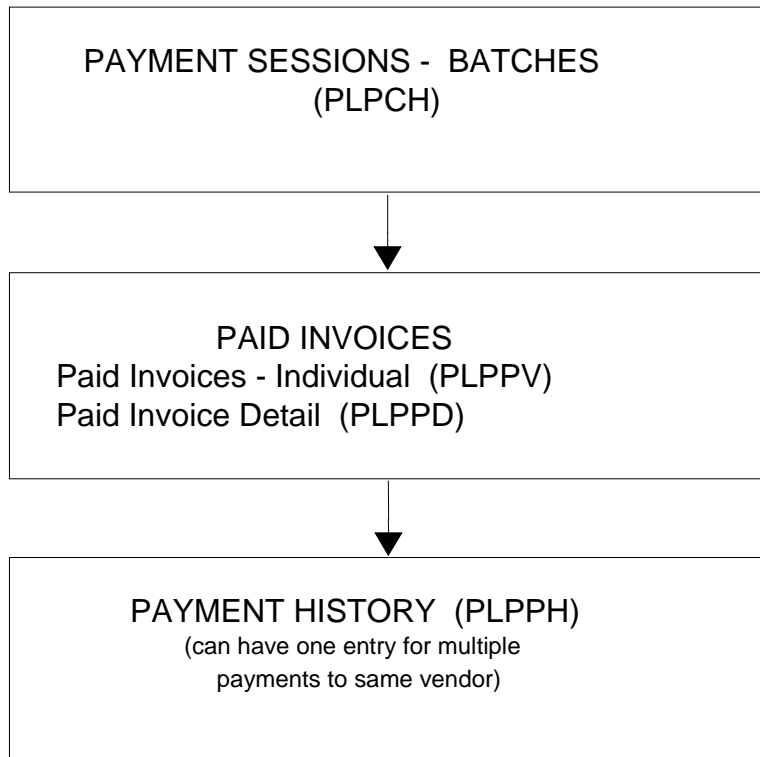 PAYMENT SESSIONS - BATCHES
(PLPCH)
PAID INVOICES
Paid Invoices - Individual (PLPPV)
Paid Invoice Detail (PLPPD)
PAYMENT HISTORY (PLPPH)
(can have one entry for multiple
payments to same vendor)